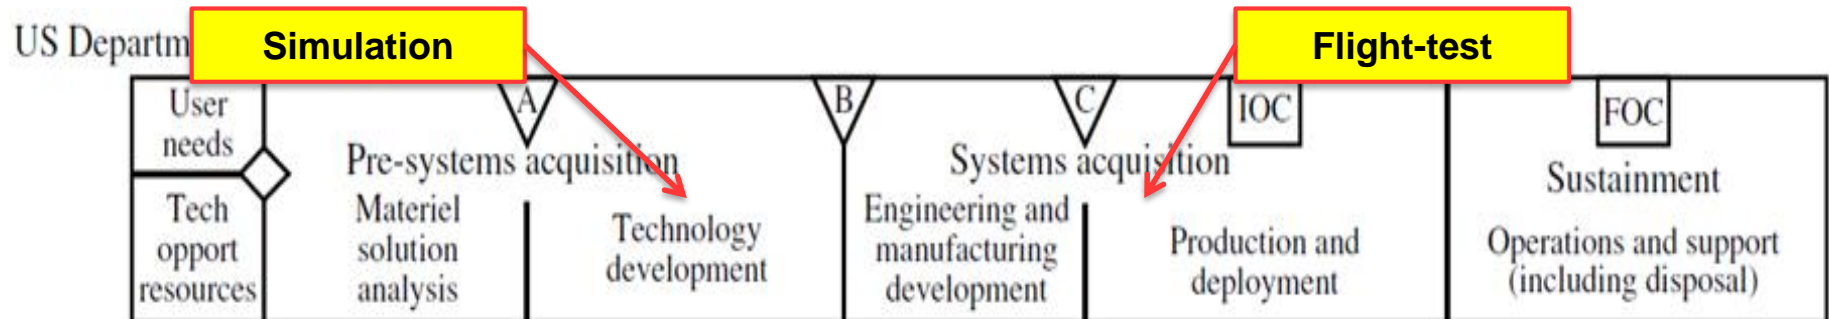 US Departm
Simulation
Flight-test
User
needs
A
B
C
IOC
FOC
Pre-systems acquisition
Systems acquisition
Sustainment
Tech
opport
resources
Materiel
solution
analysis
Technology
development
Engineering and
manufacturing
development
Production and
deployment
Operations and support
(including disposal)